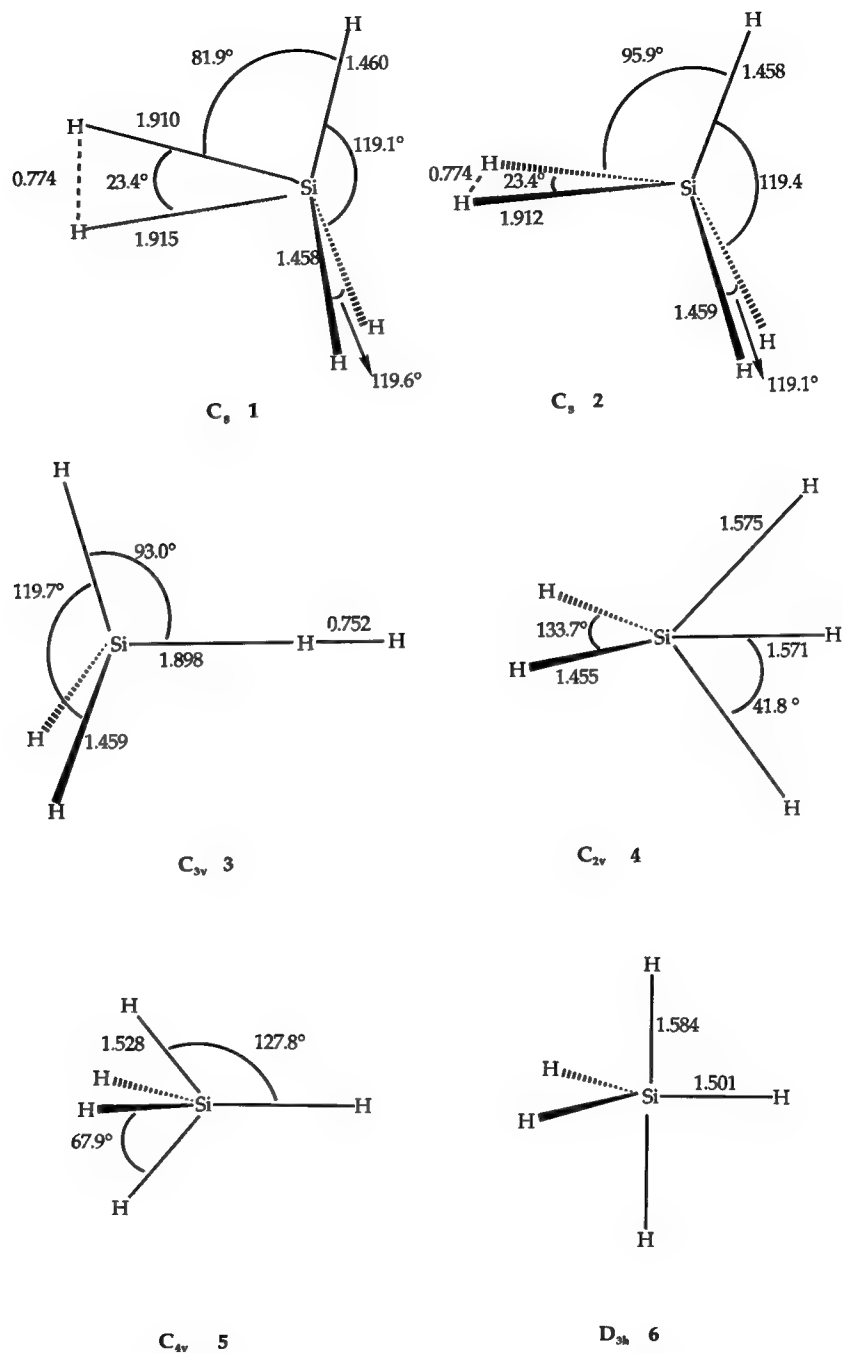 H
81.9°
1.460
H
1.910
119.1°
0.774
23.4°
Si
H
1.915
1.458
H
H
119.6°
C_s 1
H
95.9°
1.458
H
0.774
23.4°
Si
119.4
H
1.912
1.459
H
H
119.1°
C_s 2
H
93.0°
119.7°
0.752
Si
H
H
1.898
H
1.459
H
C_3v 3
H
1.575
H
133.7°
Si
H
1.571
H
1.455
41.8 °
H
C_2v 4
H
1.528
127.8°
H
Si
H
H
67.9°
H
C_4v 5
H
1.584
H
1.501
Si
H
H
H
D_3h 6